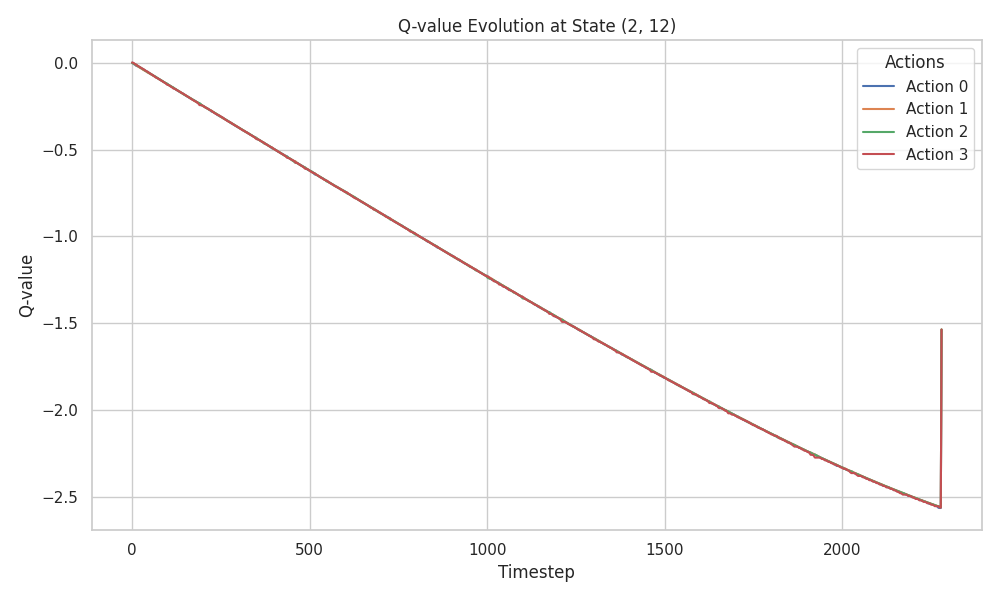 Q-value Evolution at State (2, 12)
Actions
Action 0
Action 1
Action 2
Action 3
Q-value
0.0
−0.5
−1.0
−1.5
−2.0
−2.5
0
500
1000
1500
2000
Timestep